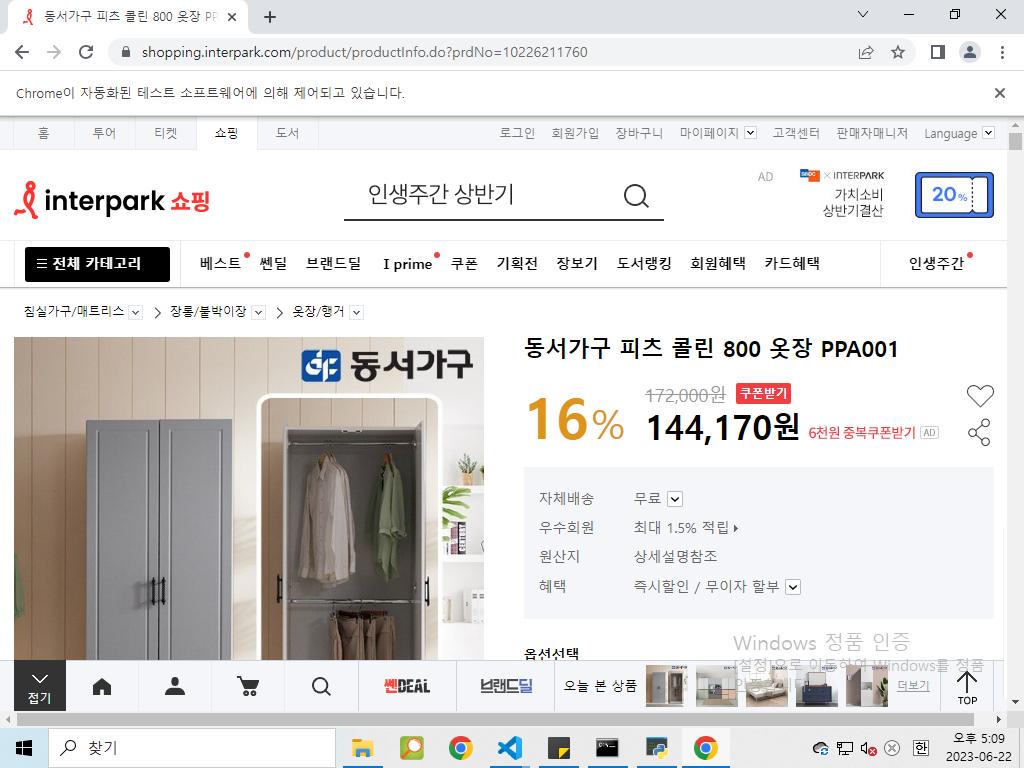 동서가구 피츠 콜린 800 옷장 PP
shopping.interpark.com/product/productInfo.do?prdNo=10226211760
Chrome이 자동화된 테스트 소프트웨어에 의해 제어되고 있습니다.
홈 투어 티켓 쇼핑 도서 로그인 회원가입 장바구니 마이페이지 고객센터 판매자매니저 Language
interpark 쇼핑 인생주간 상반기
AD
× INTERPARK
가치소비
상반기결산
20%
전체 카테고리 베스트 쎈딜 브랜드딜 I prime 쿠폰 기획전 장보기 도서랭킹 회원혜택 카드혜택 인생주간
침실가구/매트리스 장롱/붙박이장 옷장/행거
동서가구
동서가구 피츠 콜린 800 옷장 PPA001
16%
172,000원 쿠폰받기
144,170원 6천원 중복쿠폰받기 AD
자체배송 무료
우수회원 최대 1.5% 적립
원산지 상세설명참조
혜택 즉시할인 / 무이자 할부
옵션선택
Windows 정품 인증
[설정]으로 이동하여 Windows를 정품
접기
쎈DEAL 브랜드딜 오늘 본 상품 더보기 TOP
찾기
한
오후 5:09
2023-06-22